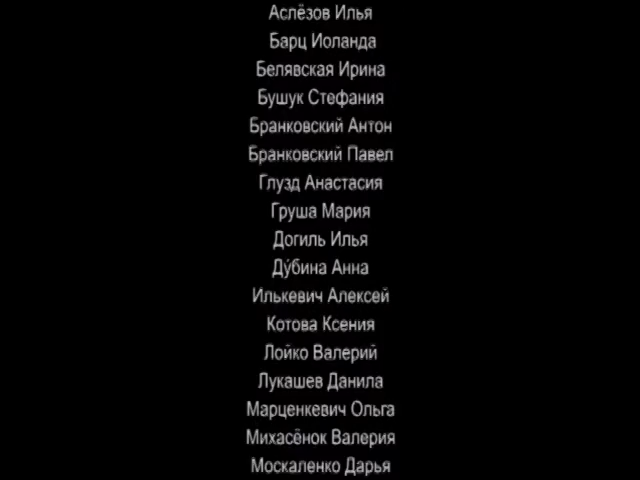 Аслёзов Илья
Барц Иоланда
Белявская Ирина
Бушук Стефания
Бранковский Антон
Бранковский Павел
Глузд Анастасия
Груша Мария
Догиль Илья
Ду́бина Анна
Илькевич Алексей
Котова Ксения
Лойко Валерий
Лукашев Данила
Марценкевич Ольга
Михасёнок Валерия
Москаленко Дарья